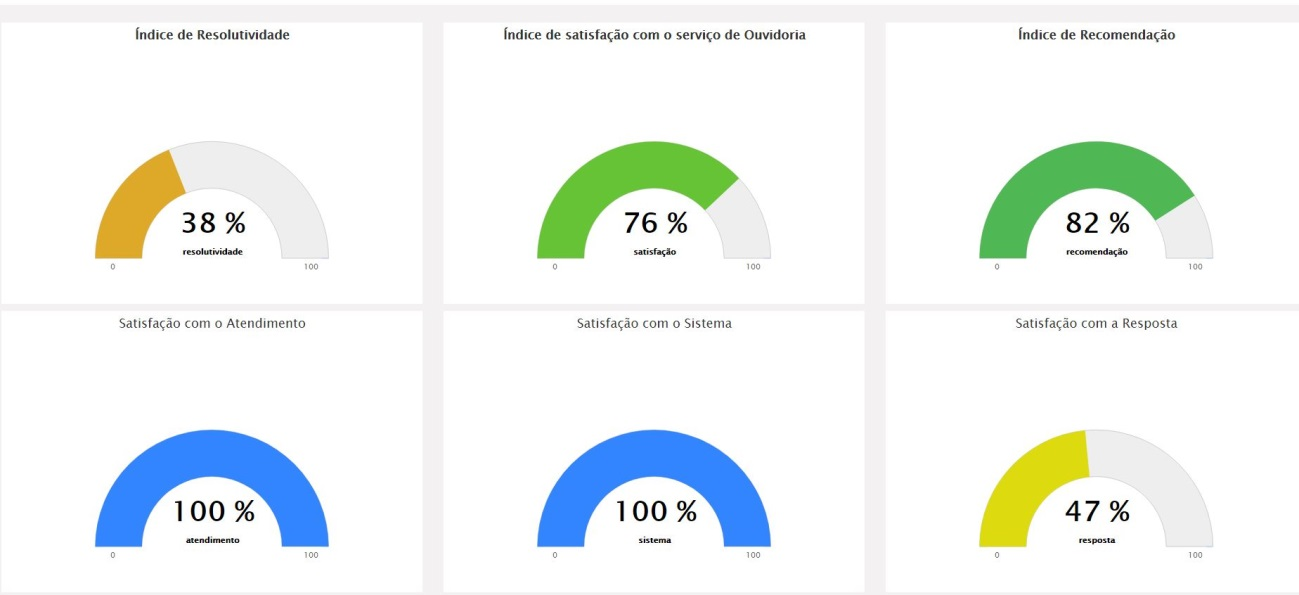 Índice de Resolutividade
38 %
resolutividade
0 100
Índice de satisfação com o serviço de Ouvidoria
76 %
satisfação
0 100
Índice de Recomendação
82 %
recomendação
0 100
Satisfação com o Atendimento
100 %
atendimento
0 100
Satisfação com o Sistema
100 %
sistema
0 100
Satisfação com a Resposta
47 %
resposta
0 100